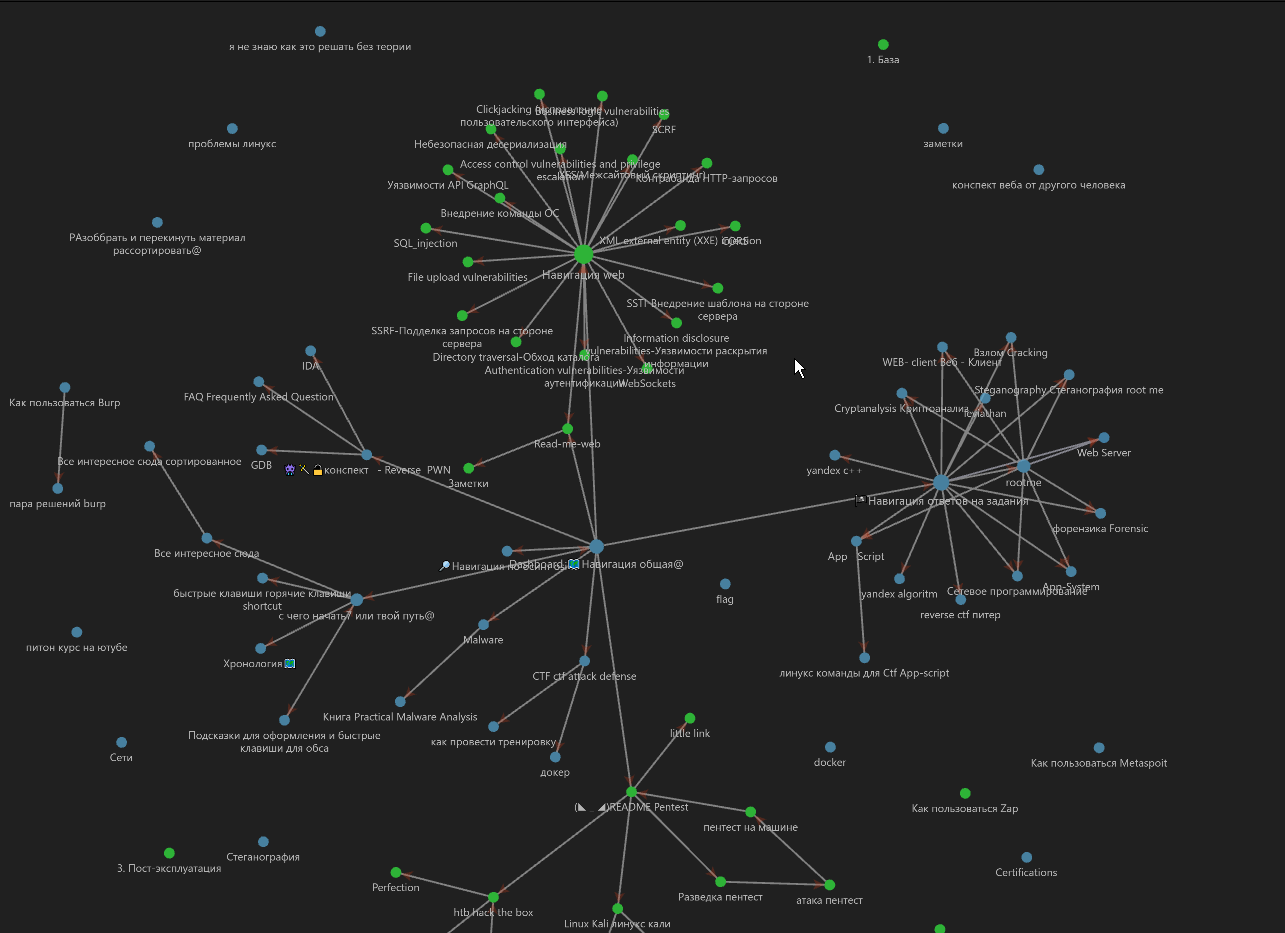 я не знаю как это решать без теории
1. База
Clickjacking
Business logic vulnerabilities
пользовательского интерфейса)
SCRF
проблемы линукс
Небезопасная десериализация
заметки
Access control vulnerabilities and privilege
XSS(Межсайтовый скриптинг)
Контрабанда HTTP-запросов
Уязвимости API GraphQL
конспект веба от другого человека
Внедрение команды ОС
РАзоббрать и перекинуть материал
рассортировать@
SQL_injection
XML external entity (XXE) injection
Навигация web
File upload vulnerabilities
SSTI-Внедрение шаблона на стороне
сервера
SSRF-Подделка запросов на стороне
сервера
Information disclosure
vulnerabilities-Уязвимости раскрытия
информации
Directory traversal-Обход каталога
Authentication vulnerabilities-Уязвимости
аутентификации
WebSockets
IDA
Взлом Cracking
WEB- client Веб - Клиент
Steganography Стеганография root me
FAQ Frequently Asked Question
Как пользоваться Burp
Cryptanalysis Криптоанализ
leviathan
Read-me-web
Web Server
Все интересное сюда сортированное
GDB
конспект - Reverse PWN
yandex c++
Заметки
rootme
пара решений burp
Навигация ответов на задания
форензика Forensic
Все интересное сюда
App Script
Навигация по
Dashboard
Навигация общая@
быстрые клавиши горячие клавиши
shortcut
flag
yandex algoritm
Сетевое программирование
App-System
с чего начать? или твой путь@
reverse ctf питер
Malware
питон курс на ютубе
Хронология
CTF ctf attack defense
линукс команды для Ctf App-script
Книга Practical Malware Analysis
Подсказки для оформления и быстрые
клавиши для обса
как провести тренировку
little link
Сети
докер
docker
Как пользоваться Metaspoit
README Pentest
Как пользоваться Zap
пентест на машине
Стеганография
3. Пост-эксплуатация
Certifications
Perfection
Разведка пентест
атака пентест
htb hack the box
Linux Kali линукс кали